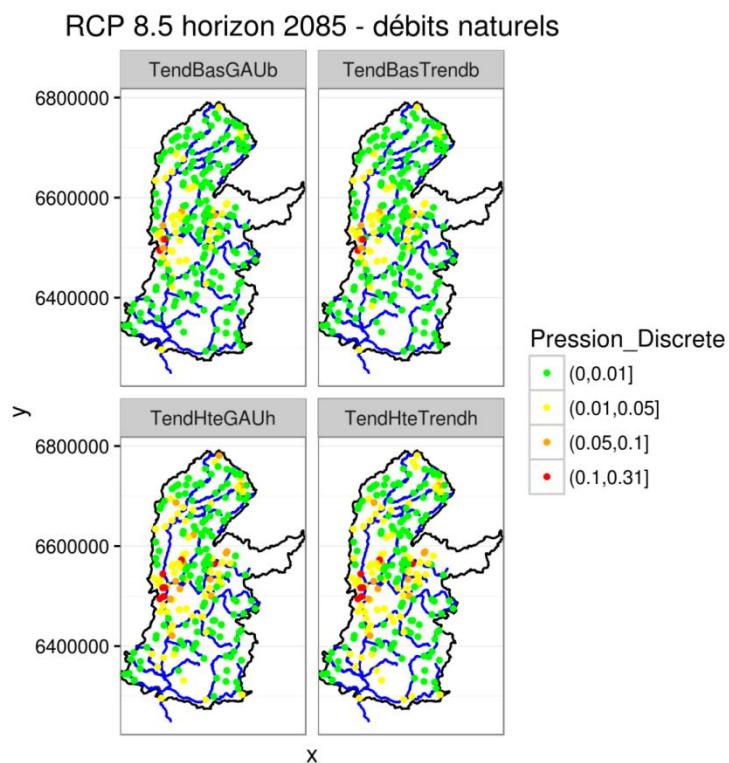 RCP 8.5 horizon 2085 - débits naturels
TendBasGAUb
TendBasTrendb
6800000
6600000
6400000
TendHteGAUh
TendHteTrendh
6800000
6600000
6400000
y
x
Pression_Discrete
(0,0.01]
(0.01,0.05]
(0.05,0.1]
(0.1,0.31]